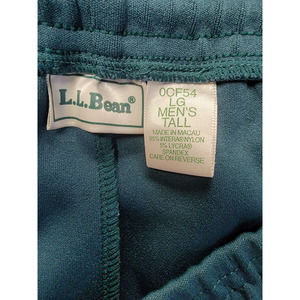 L.L.Bean®
0CF54
LG
MEN'S
TALL
MADE IN MACAU
95% INTERA® NYLON
5% LYCRA®
SPANDEX
CARE ON REVERSE